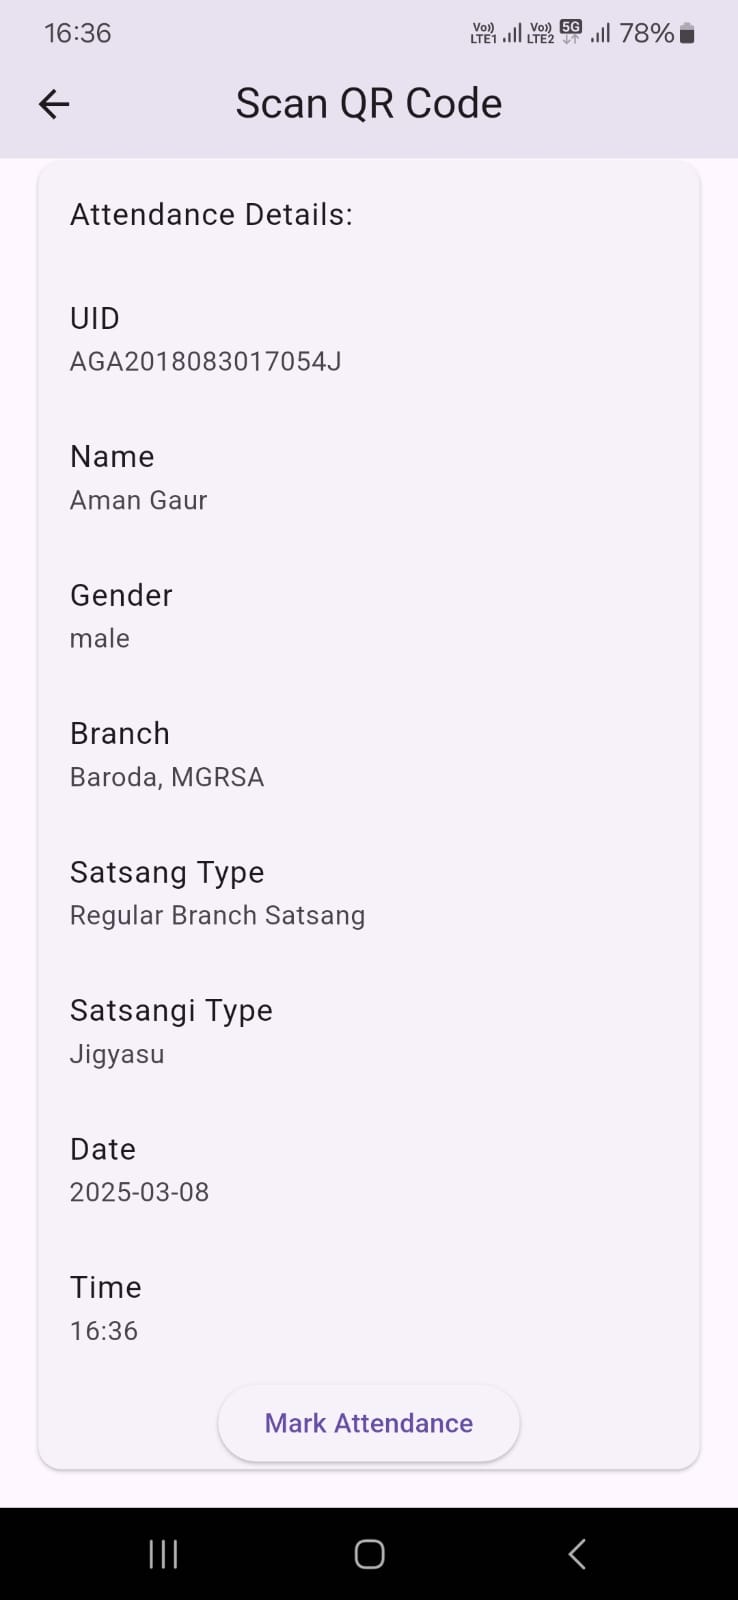 16:36
Vo)) LTE1 Vo)) LTE2 5G 78%
Scan QR Code
Attendance Details:
UID
AGA2018083017054J
Name
Aman Gaur
Gender
male
Branch
Baroda, MGRSA
Satsang Type
Regular Branch Satsang
Satsangi Type
Jigyasu
Date
2025-03-08
Time
16:36
Mark Attendance